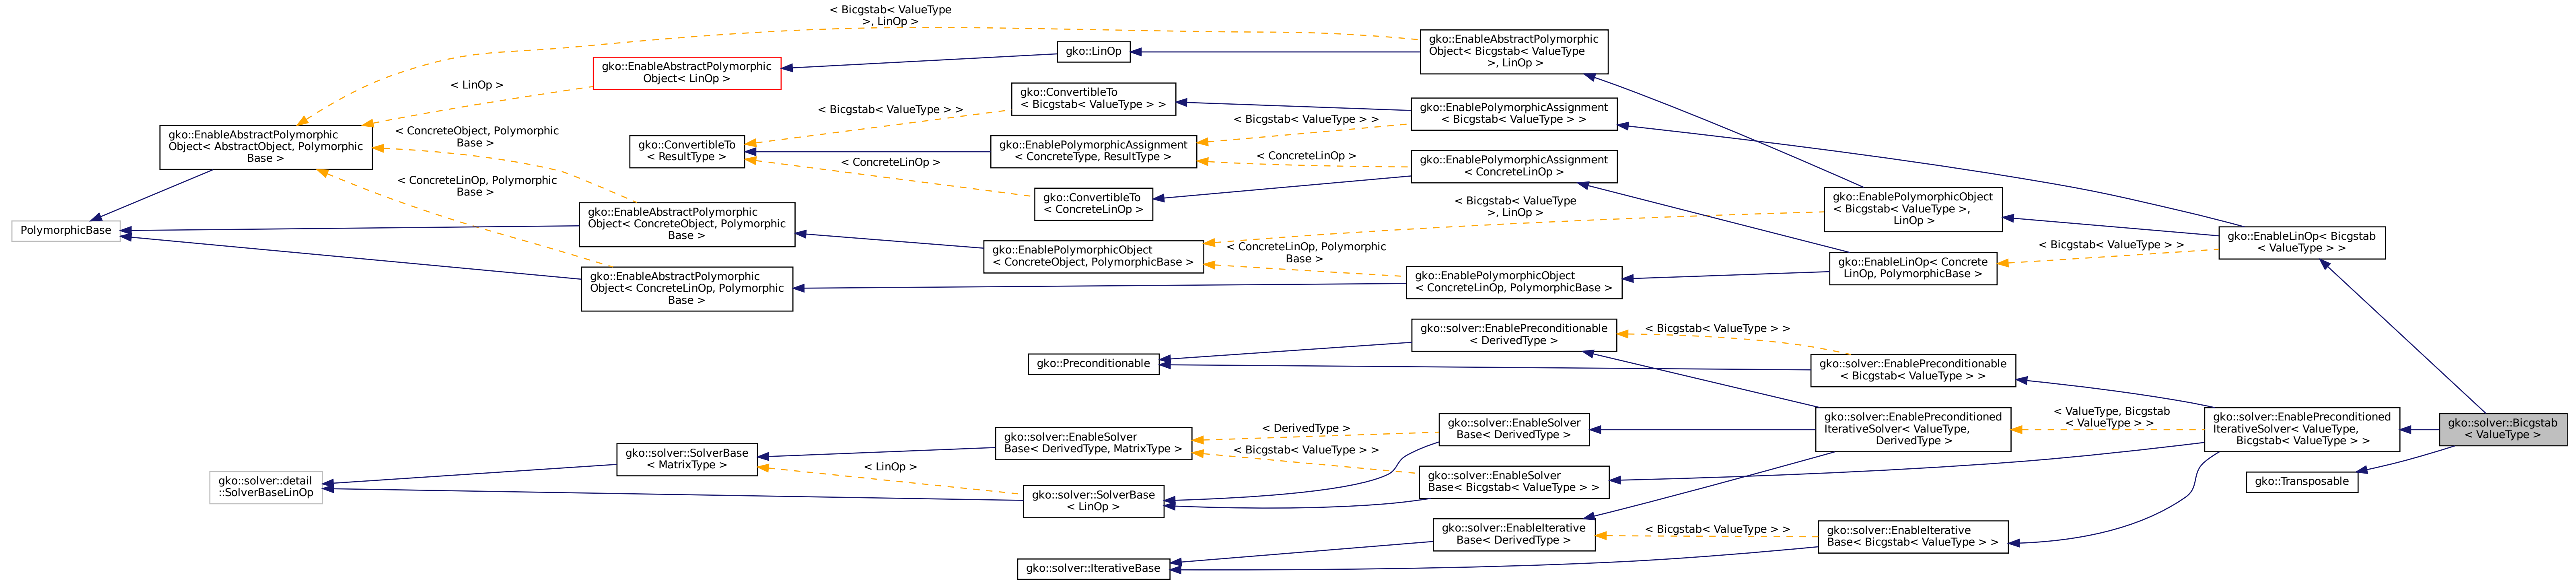 PolymorphicBase
gko::EnableAbstractPolymorphic
Object< AbstractObject, Polymorphic
Base >
gko::solver::detail
::SolverBaseLinOp
< Bicgstab< ValueType
>, LinOp >
< LinOp >
< ConcreteObject, Polymorphic
Base >
< ConcreteLinOp, Polymorphic
Base >
gko::EnableAbstractPolymorphic
Object< LinOp >
gko::ConvertibleTo
< ResultType >
gko::EnableAbstractPolymorphic
Object< ConcreteObject, Polymorphic
Base >
gko::EnableAbstractPolymorphic
Object< ConcreteLinOp, Polymorphic
Base >
gko::solver::SolverBase
< MatrixType >
< Bicgstab< ValueType > >
< ConcreteLinOp >
< LinOp >
gko::LinOp
gko::ConvertibleTo
< Bicgstab< ValueType > >
gko::EnablePolymorphicAssignment
< ConcreteType, ResultType >
gko::ConvertibleTo
< ConcreteLinOp >
gko::EnablePolymorphicObject
< ConcreteObject, PolymorphicBase >
gko::Preconditionable
gko::solver::EnableSolver
Base< DerivedType, MatrixType >
gko::solver::SolverBase
< LinOp >
gko::solver::IterativeBase
< Bicgstab< ValueType > >
< ConcreteLinOp >
< Bicgstab< ValueType
>, LinOp >
< ConcreteLinOp, Polymorphic
Base >
< DerivedType >
< Bicgstab< ValueType > >
gko::EnableAbstractPolymorphic
Object< Bicgstab< ValueType
>, LinOp >
gko::EnablePolymorphicAssignment
< Bicgstab< ValueType > >
gko::EnablePolymorphicAssignment
< ConcreteLinOp >
gko::EnablePolymorphicObject
< ConcreteLinOp, PolymorphicBase >
gko::solver::EnablePreconditionable
< DerivedType >
gko::solver::EnableSolver
Base< DerivedType >
gko::solver::EnableSolver
Base< Bicgstab< ValueType > >
gko::solver::EnableIterative
Base< DerivedType >
< Bicgstab< ValueType > >
< Bicgstab< ValueType > >
gko::EnablePolymorphicObject
< Bicgstab< ValueType >,
LinOp >
gko::EnableLinOp< Concrete
LinOp, PolymorphicBase >
gko::solver::EnablePreconditionable
< Bicgstab< ValueType > >
gko::solver::EnablePreconditioned
IterativeSolver< ValueType,
DerivedType >
gko::solver::EnableIterative
Base< Bicgstab< ValueType > >
< Bicgstab< ValueType > >
< ValueType, Bicgstab
< ValueType > >
gko::EnableLinOp< Bicgstab
< ValueType > >
gko::solver::EnablePreconditioned
IterativeSolver< ValueType,
Bicgstab< ValueType > >
gko::Transposable
gko::solver::Bicgstab
< ValueType >